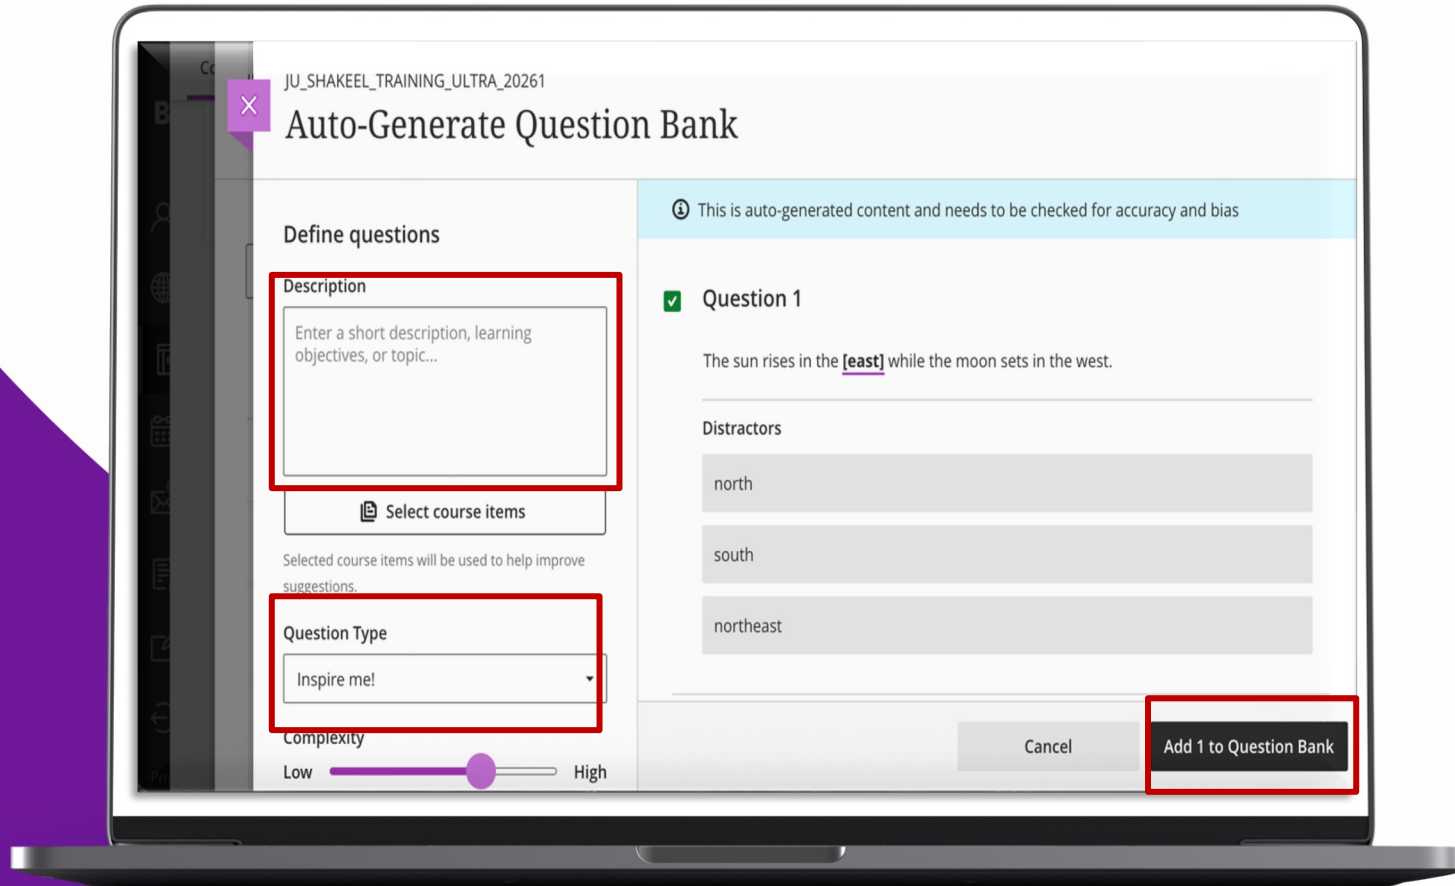 Co
B
JU_SHAKEEL_TRAINING_ULTRA_20261
Auto-Generate Question Bank
Define questions
Description
Enter a short description, learning
objectives, or topic...
Select course items
Selected course items will be used to help improve
suggestions.
Question Type
Inspire me!
Complexity
Low
High
This is auto-generated content and needs to be checked for accuracy and bias
Question 1
The sun rises in the [east] while the moon sets in the west.
Distractors
north
south
northeast
Cancel
Add 1 to Question Bank
Pri